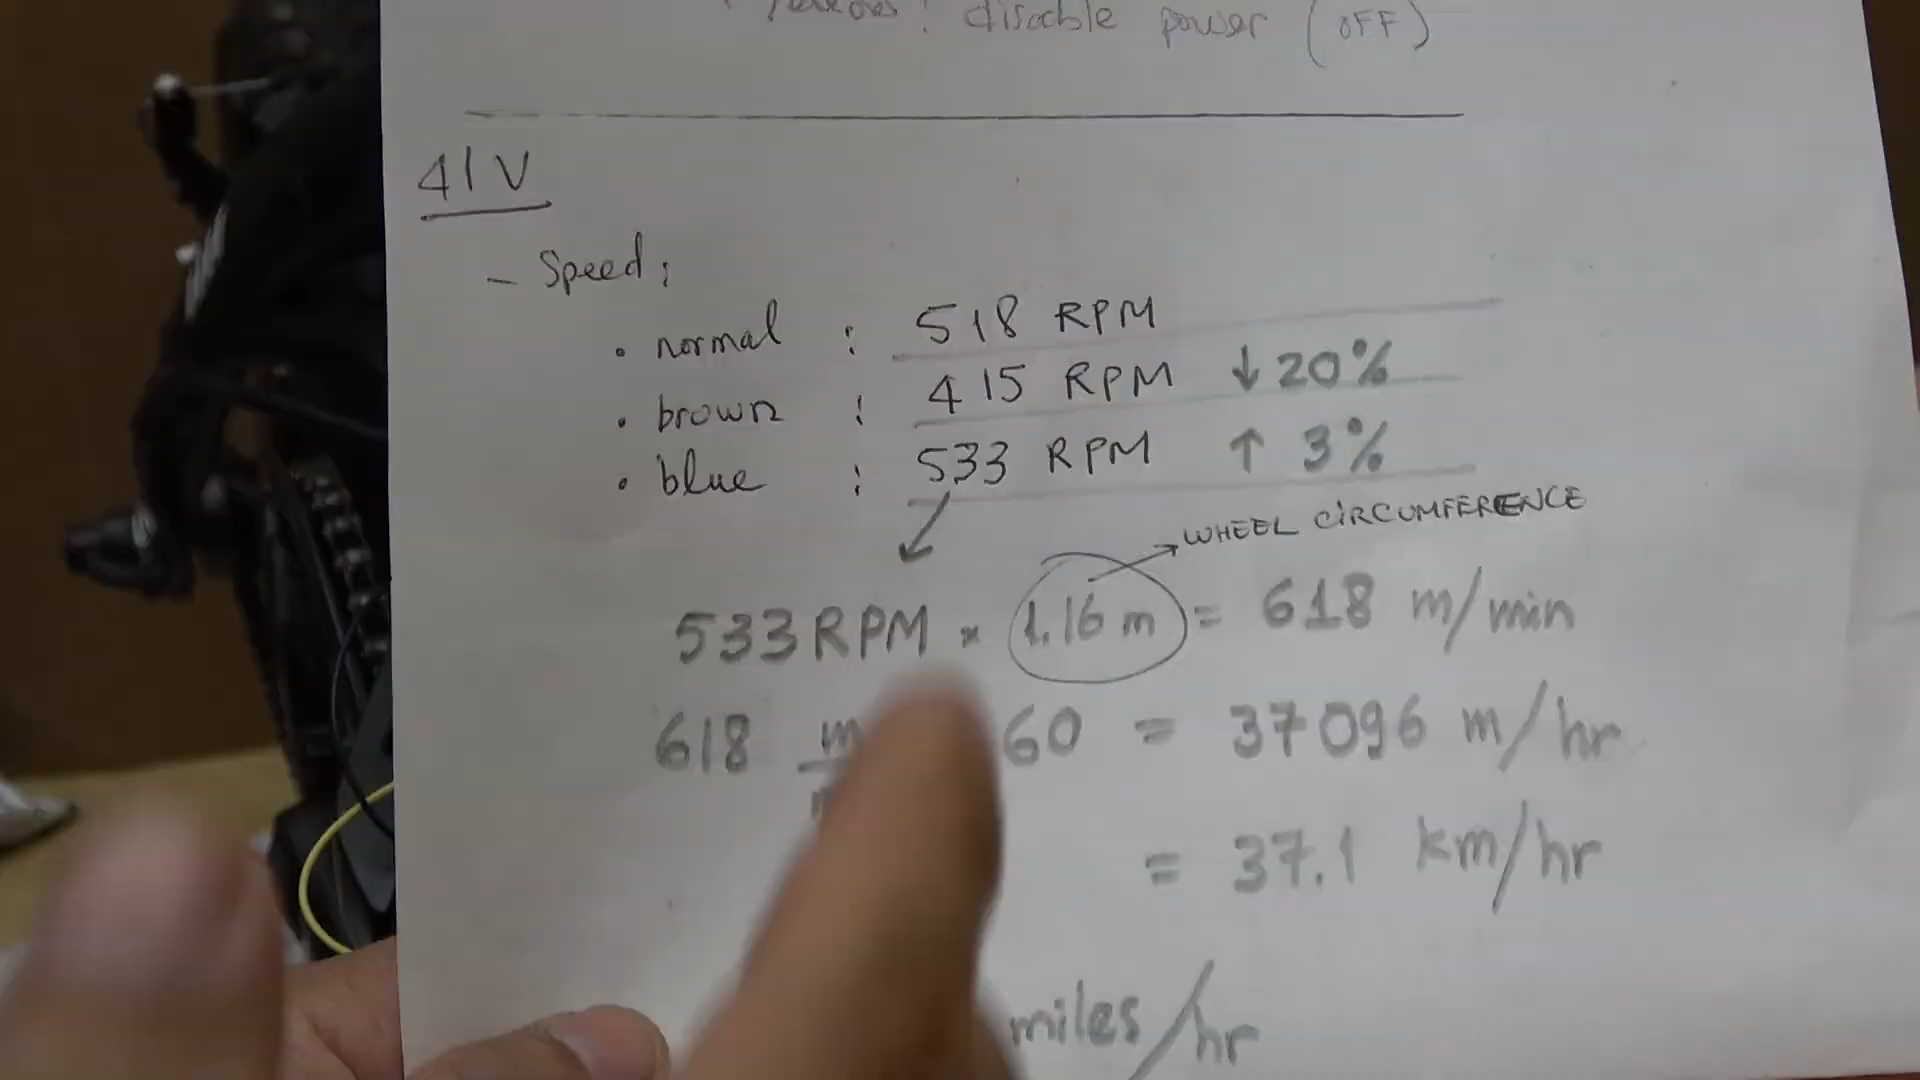 : disable power (OFF)
41V
- Speed:
• normal : 518 RPM
• brown : 415 RPM ↓ 20%
• blue : 533 RPM ↑ 3%
WHEEL CIRCUMFERENCE
533 RPM × 1.16 m = 618 m/min
618 m 60 = 37096 m/hr
= 37.1 km/hr
miles/hr